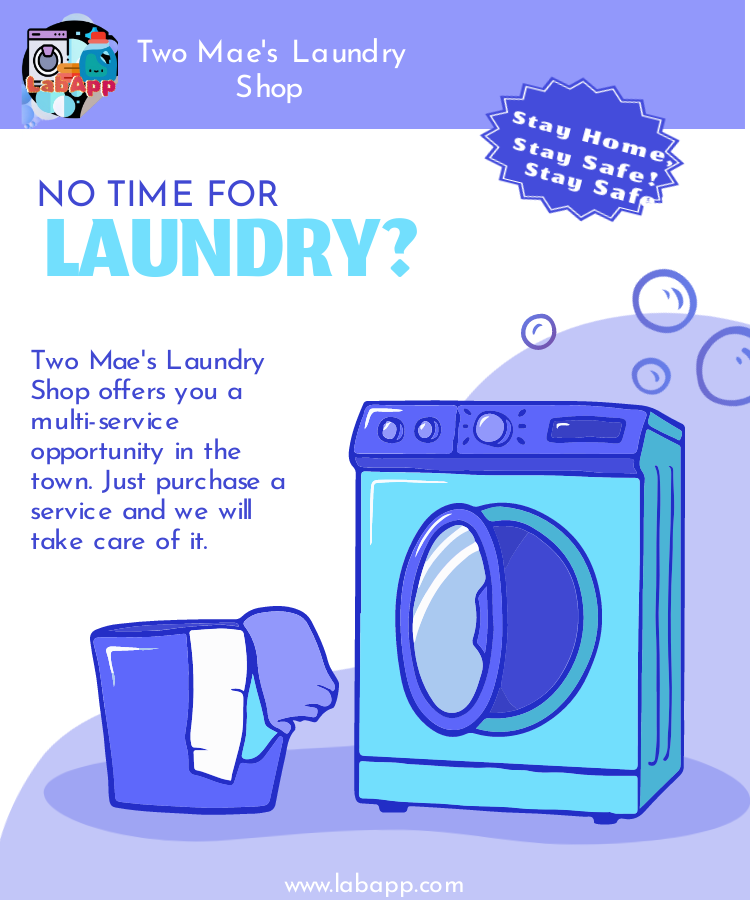 LabApp
Two Mae's Laundry
Shop
Stay Home,
Stay Safe!
Stay Safe
NO TIME FOR
LAUNDRY?
Two Mae's Laundry
Shop offers you a
multi-service
opportunity in the
town. Just purchase a
service and we will
take care of it.
www.labapp.com